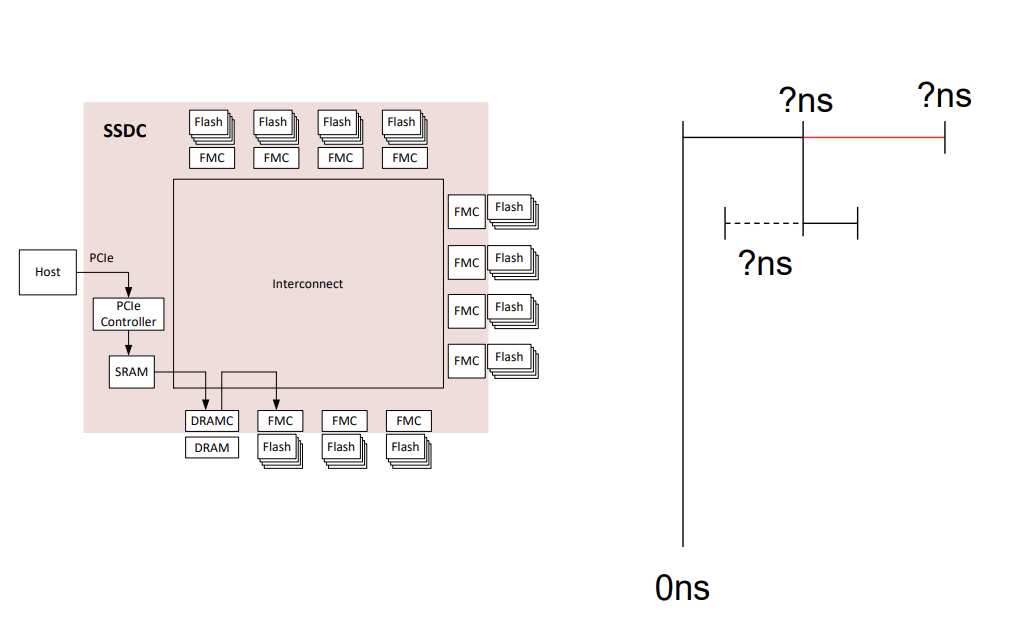 SSDC
Flash Flash Flash Flash
FMC FMC FMC FMC
FMC Flash
FMC Flash
FMC Flash
FMC Flash
Host
PCIe
PCIe
Controller
SRAM
Interconnect
DRAMC FMC FMC FMC
DRAM Flash Flash Flash
?ns
?ns
?ns
0ns